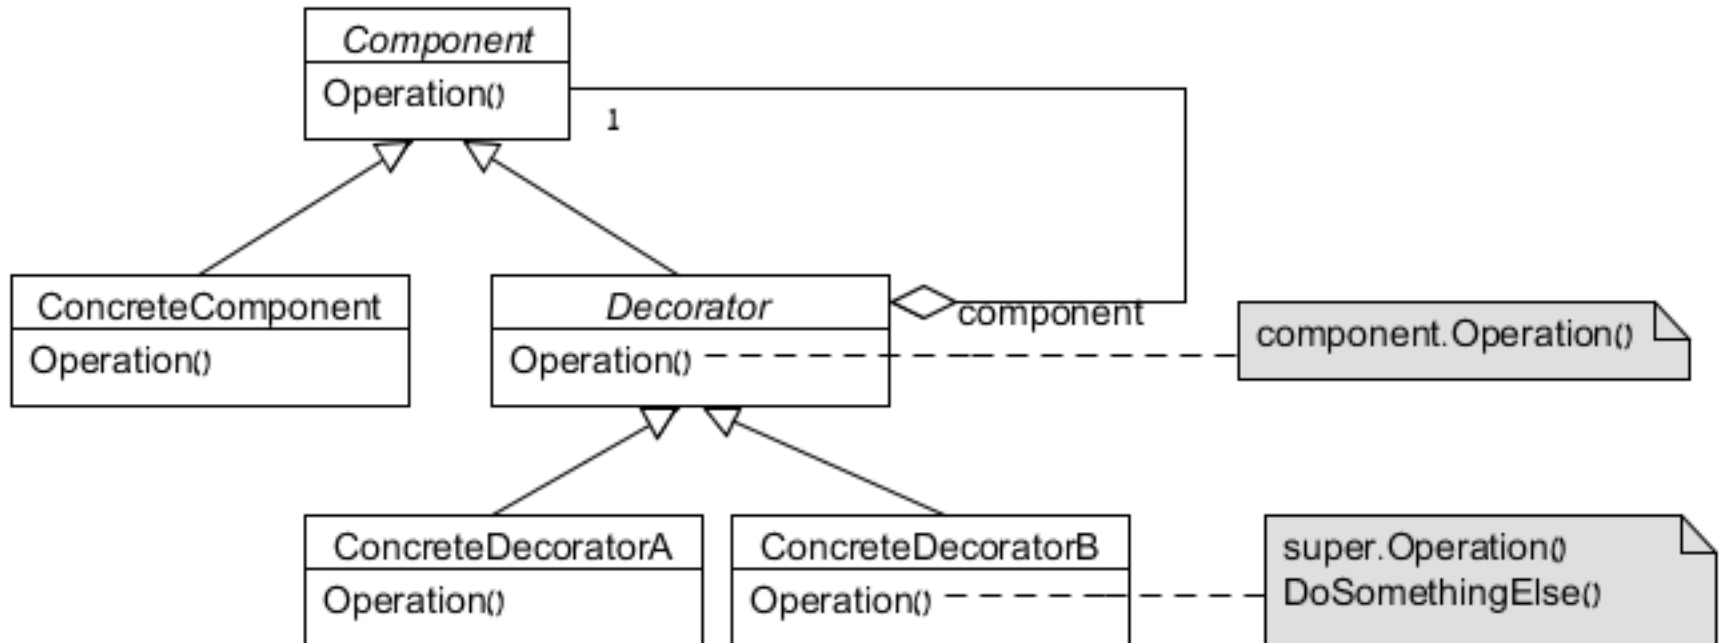 Component
Operation()
1
ConcreteComponent
Operation()
Decorator
Operation()
component
component.Operation()
ConcreteDecoratorA
Operation()
ConcreteDecoratorB
Operation()
super.Operation()
DoSomethingElse()